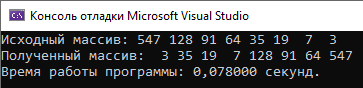 Консоль отладки Microsoft Visual Studio
Исходный массив: 547 128 91 64 35 19  7  3
Полученный массив:  3 35 19  7 128 91 64 547
Время работы программы: 0,078000 секунд.